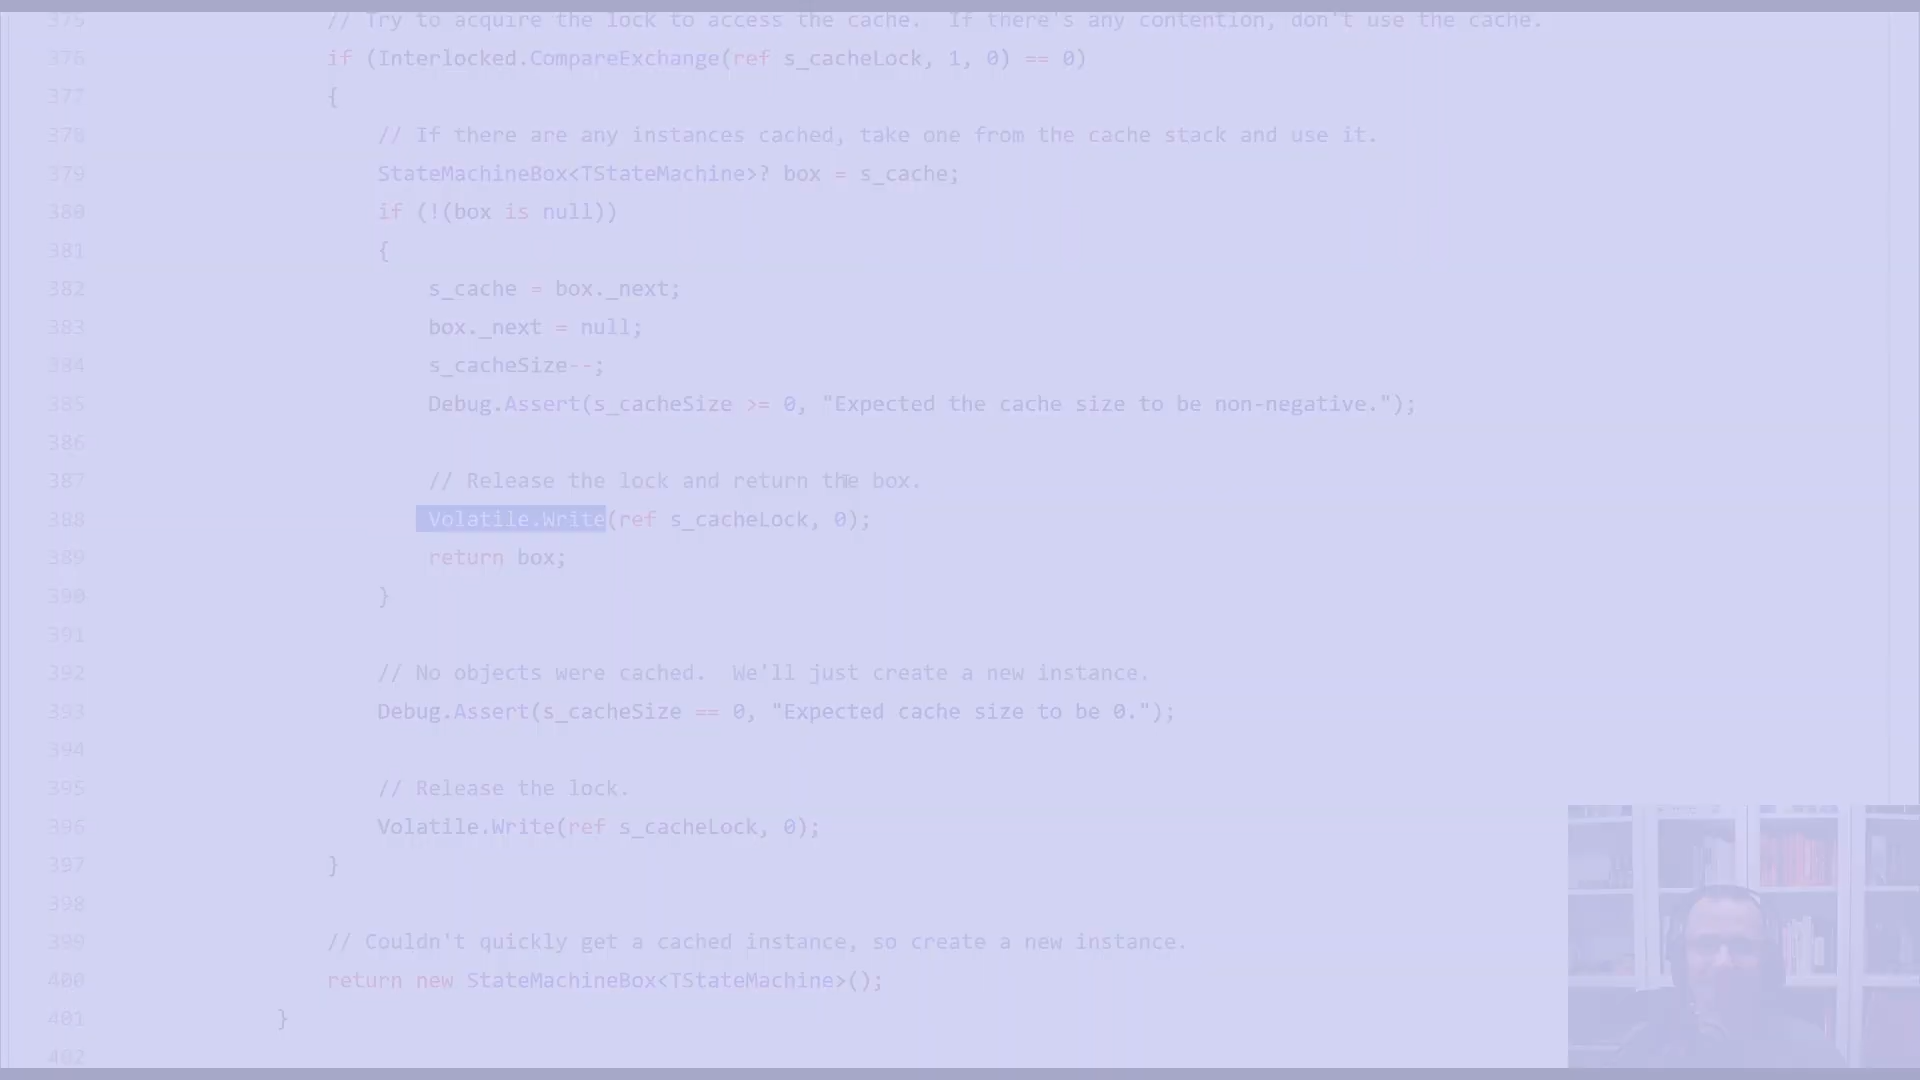 375 // Try to acquire the lock to access the cache.  If there's any contention, don't use the cache.
376 if (Interlocked.CompareExchange(ref s_cacheLock, 1, 0) == 0)
377 {
378 // If there are any instances cached, take one from the cache stack and use it.
379 StateMachineBox<TStateMachine>? box = s_cache;
380 if (!(box is null))
381 {
382 s_cache = box._next;
383 box._next = null;
384 s_cacheSize--;
385 Debug.Assert(s_cacheSize >= 0, "Expected the cache size to be non-negative.");
386
387 // Release the lock and return the box.
388 Volatile.Write(ref s_cacheLock, 0);
389 return box;
390 }
391
392 // No objects were cached.  We'll just create a new instance.
393 Debug.Assert(s_cacheSize == 0, "Expected cache size to be 0.");
394
395 // Release the lock.
396 Volatile.Write(ref s_cacheLock, 0);
397 }
398
399 // Couldn't quickly get a cached instance, so create a new instance.
400 return new StateMachineBox<TStateMachine>();
401 }
402